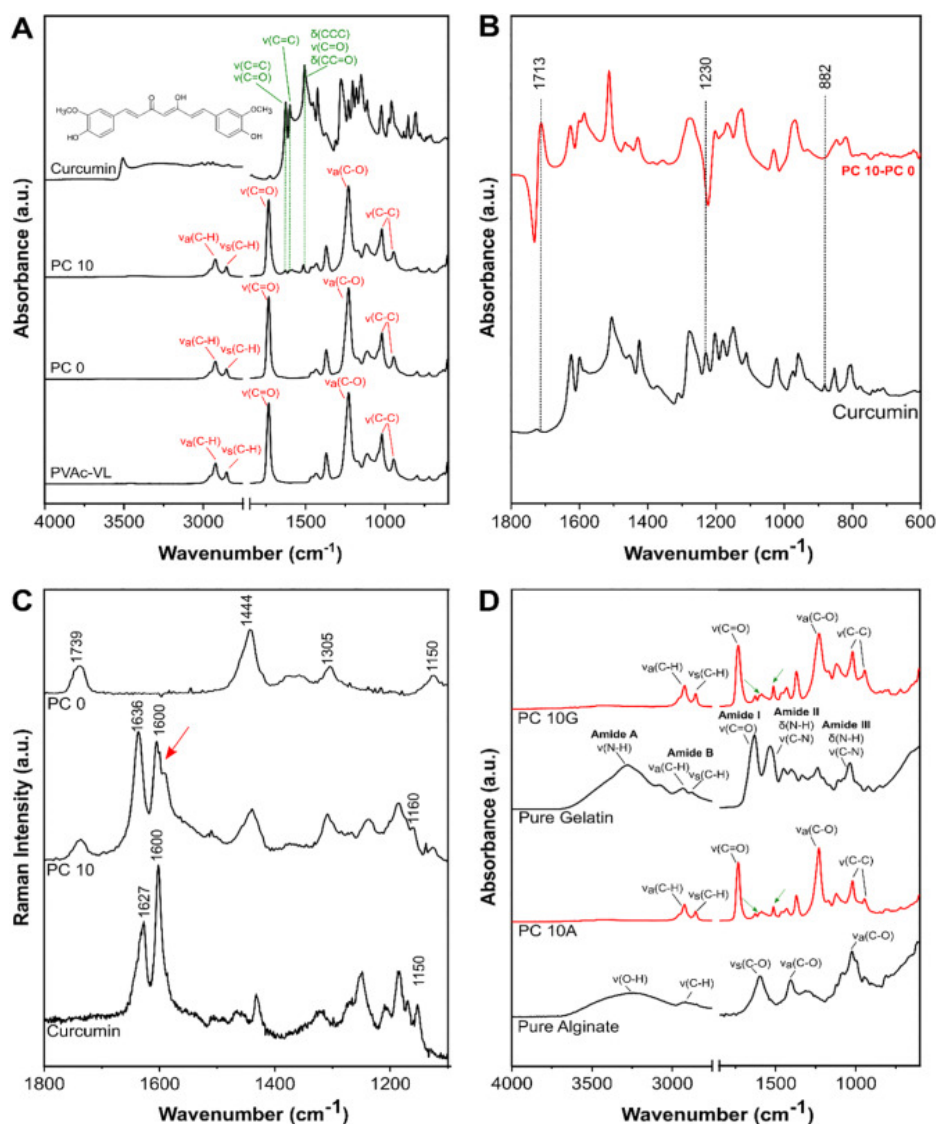 A
ν(C=C)
ν(C=O)
ν(C=C)
δ(CCC)
ν(C=O)
δ(CC=O)
O
OH
H₃CO
OCH₃
HO
OH
Curcumin
νa(C-H)
νs(C-H)
ν(C=O)
νa(C-O)
ν(C-C)
PC 10
νa(C-H)
νs(C-H)
ν(C=O)
νa(C-O)
ν(C-C)
PC 0
νa(C-H)
νs(C-H)
ν(C=O)
νa(C-O)
ν(C-C)
PVAc-VL
Absorbance (a.u.)
4000 3500 3000 1500 1000
Wavenumber (cm⁻¹)
B
1713
1230
882
PC 10-PC 0
Curcumin
Absorbance (a.u.)
1800 1600 1400 1200 1000 800 600
Wavenumber (cm⁻¹)
C
1739
1444
1305
1150
PC 0
1636
1600
1160
PC 10
1627
1600
1150
Curcumin
Raman Intensity (a.u.)
1800 1600 1400 1200
Wavenumber (cm⁻¹)
D
νa(C-H)
νs(C-H)
ν(C=O)
νa(C-O)
ν(C-C)
PC 10G
Amide A
ν(N-H)
Amide B
νa(C-H)
νs(C-H)
Amide I
ν(C=O)
Amide II
δ(N-H)
ν(C-N)
Amide III
δ(N-H)
ν(C-N)
Pure Gelatin
νa(C-H)
νs(C-H)
ν(C=O)
νa(C-O)
ν(C-C)
PC 10A
ν(O-H)
ν(C-H)
νs(C-O)
νa(C-O)
νa(C-O)
Pure Alginate
Absorbance (a.u.)
4000 3500 3000 1500 1000
Wavenumber (cm⁻¹)